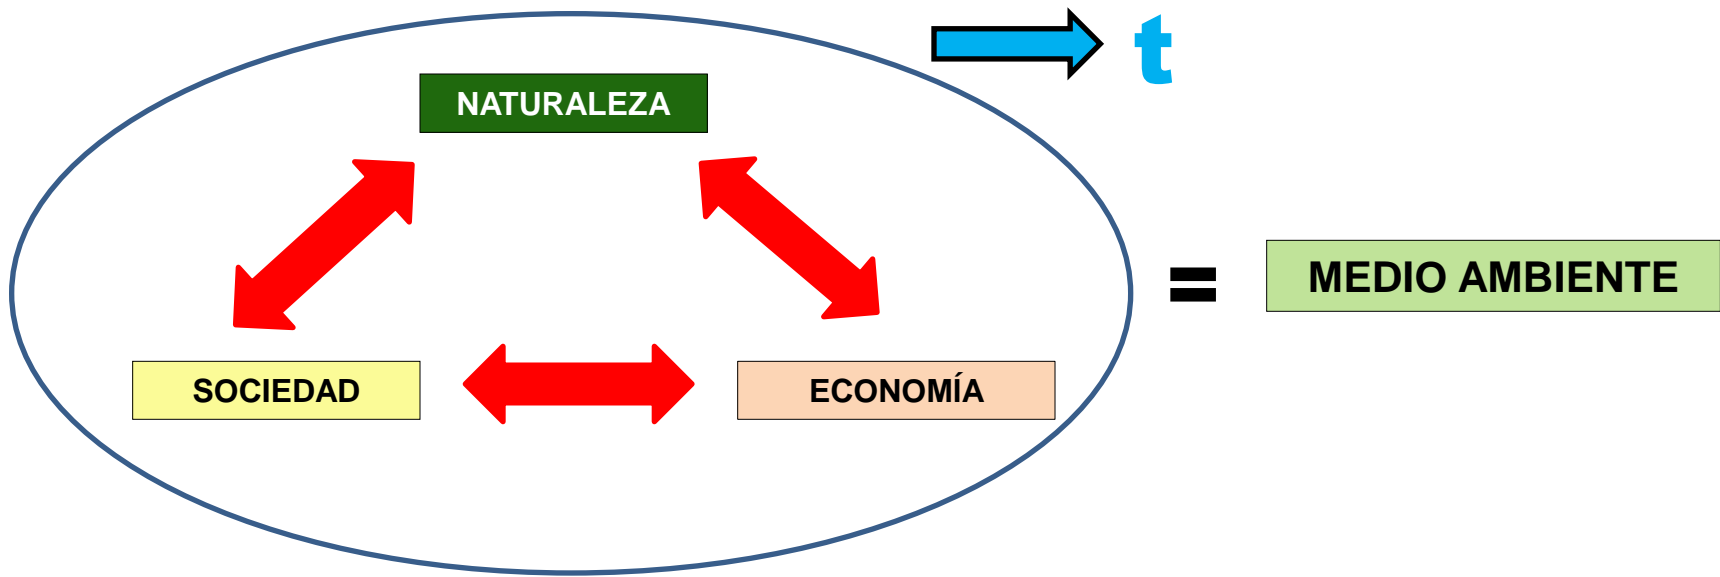 t
NATURALEZA
=
MEDIO AMBIENTE
SOCIEDAD
ECONOMÍA